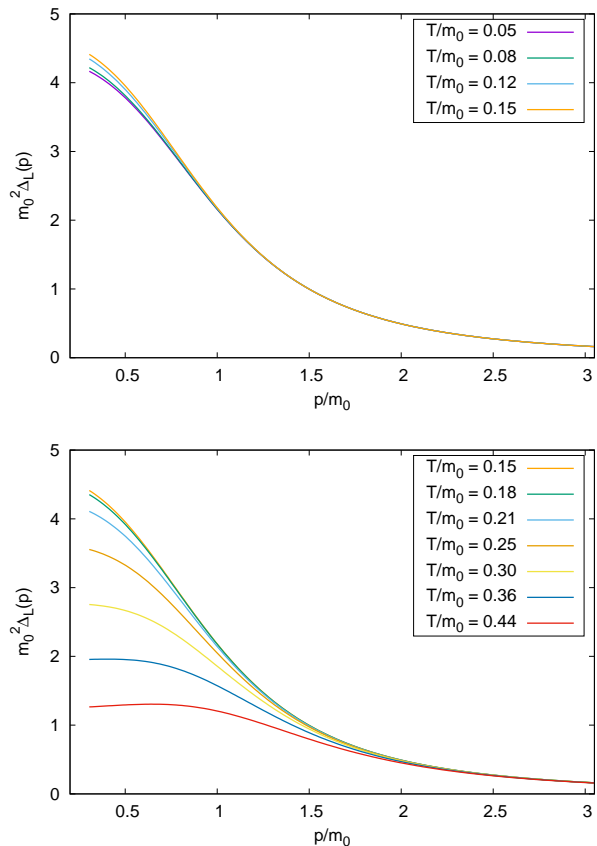 5
4
3
2
1
0
m₀²Δ_L(p)
T/m₀ = 0.05
T/m₀ = 0.08
T/m₀ = 0.12
T/m₀ = 0.15
0.5 1 1.5 2 2.5 3
p/m₀
5
4
3
2
1
0
m₀²Δ_L(p)
T/m₀ = 0.15
T/m₀ = 0.18
T/m₀ = 0.21
T/m₀ = 0.25
T/m₀ = 0.30
T/m₀ = 0.36
T/m₀ = 0.44
0.5 1 1.5 2 2.5 3
p/m₀